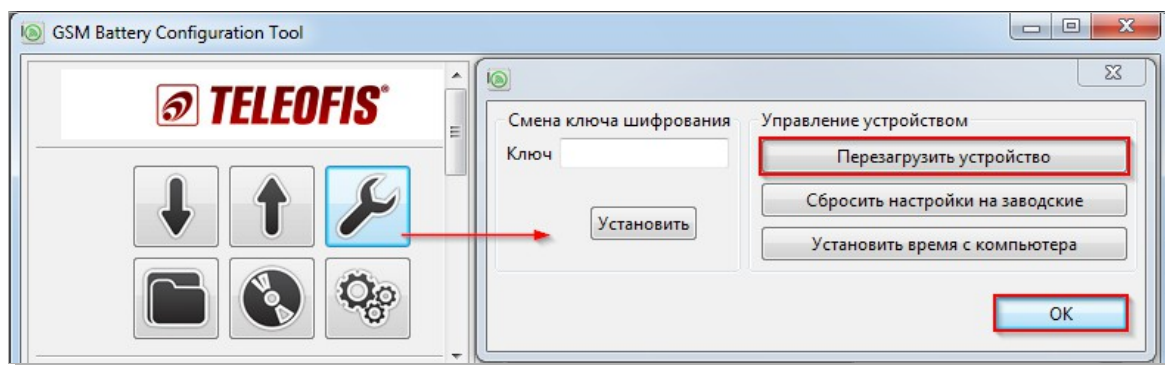 GSM Battery Configuration Tool
TELEOFIS®
Смена ключа шифрования
Ключ
Установить
Управление устройством
Перезагрузить устройство
Сбросить настройки на заводские
Установить время с компьютера
OK